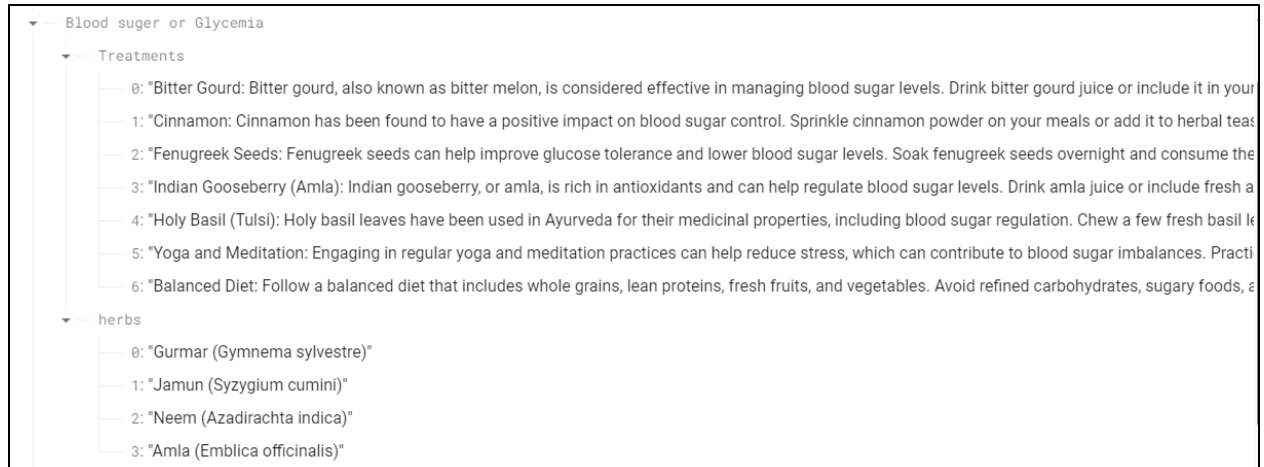 Blood suger or Glycemia
Treatments
0: "Bitter Gourd: Bitter gourd, also known as bitter melon, is considered effective in managing blood sugar levels. Drink bitter gourd juice or include it in your
1: "Cinnamon: Cinnamon has been found to have a positive impact on blood sugar control. Sprinkle cinnamon powder on your meals or add it to herbal teas
2: "Fenugreek Seeds: Fenugreek seeds can help improve glucose tolerance and lower blood sugar levels. Soak fenugreek seeds overnight and consume the
3: "Indian Gooseberry (Amla): Indian gooseberry, or amla, is rich in antioxidants and can help regulate blood sugar levels. Drink amla juice or include fresh a
4: "Holy Basil (Tulsi): Holy basil leaves have been used in Ayurveda for their medicinal properties, including blood sugar regulation. Chew a few fresh basil le
5: "Yoga and Meditation: Engaging in regular yoga and meditation practices can help reduce stress, which can contribute to blood sugar imbalances. Practi
6: "Balanced Diet: Follow a balanced diet that includes whole grains, lean proteins, fresh fruits, and vegetables. Avoid refined carbohydrates, sugary foods, a
herbs
0: "Gurmar (Gymnema sylvestre)"
1: "Jamun (Syzygium cumini)"
2: "Neem (Azadirachta indica)"
3: "Amla (Emblica officinalis)"